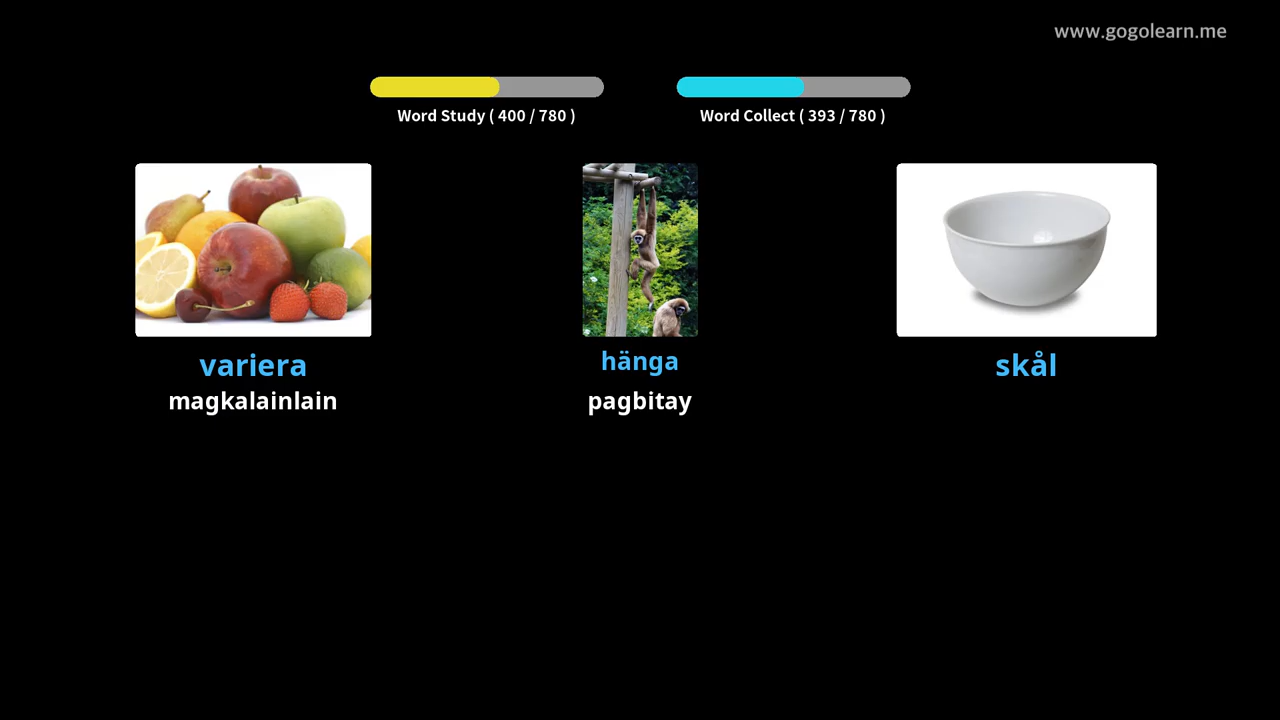 www.gogolearn.me
Word Study ( 400 / 780 )
Word Collect ( 393 / 780 )
variera
hänga
skål
magkalainlain
pagbitay